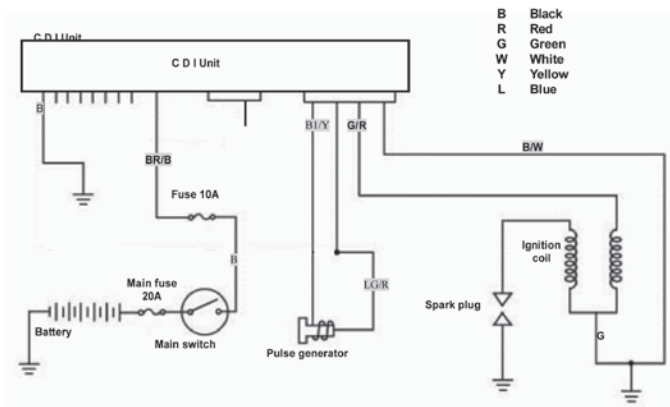 B Black
R Red
G Green
W White
Y Yellow
L Blue
C D I Unit
C D I Unit
B
BR/B
B1/Y
G/R
B/W
Fuse 10A
B
LG/R
Ignition
coil
Main fuse
20A
Spark plug
Battery
Main switch
Pulse generator
G